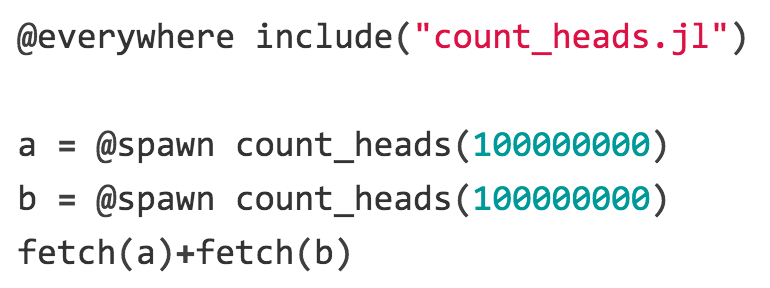 @everywhere include("count_heads.jl")
a = @spawn count_heads(100000000)
b = @spawn count_heads(100000000)
fetch(a)+fetch(b)